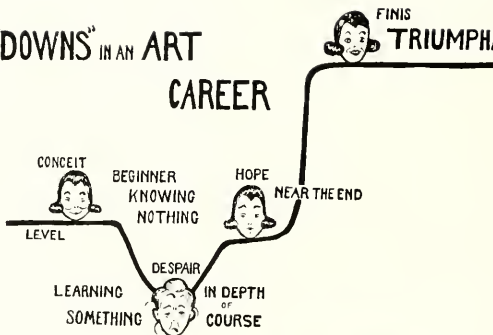 DOWNS" IN AN ART
CAREER
FINIS
TRIUMPHA
CONCEIT
BEGINNER
KNOWING
NOTHING
LEVEL
HOPE
NEAR THE END
DESPAIR
LEARNING
SOMETHING
IN DEPTH
OF
COURSE